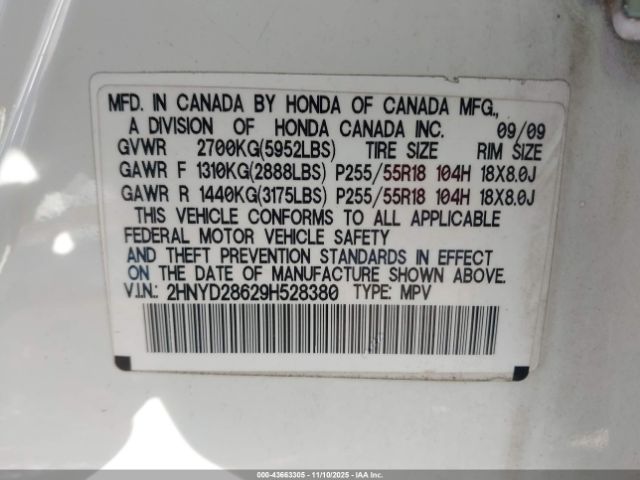 MFD. IN CANADA BY HONDA OF CANADA MFG.,
A DIVISION OF HONDA CANADA INC. 09/09
GVWR 2700KG(5952LBS) TIRE SIZE RIM SIZE
GAWR F 1310KG(2888LBS) P255/55R18 104H 18X8.0J
GAWR R 1440KG(3175LBS) P255/55R18 104H 18X8.0J
THIS VEHICLE CONFORMS TO ALL APPLICABLE
FEDERAL MOTOR VEHICLE SAFETY
AND THEFT PREVENTION STANDARDS IN EFFECT
ON THE DATE OF MANUFACTURE SHOWN ABOVE.
V.I.N.: 2HNYD28629H528380 TYPE: MPV
000-43663305 - 11/10/2025 - IAAI.COM